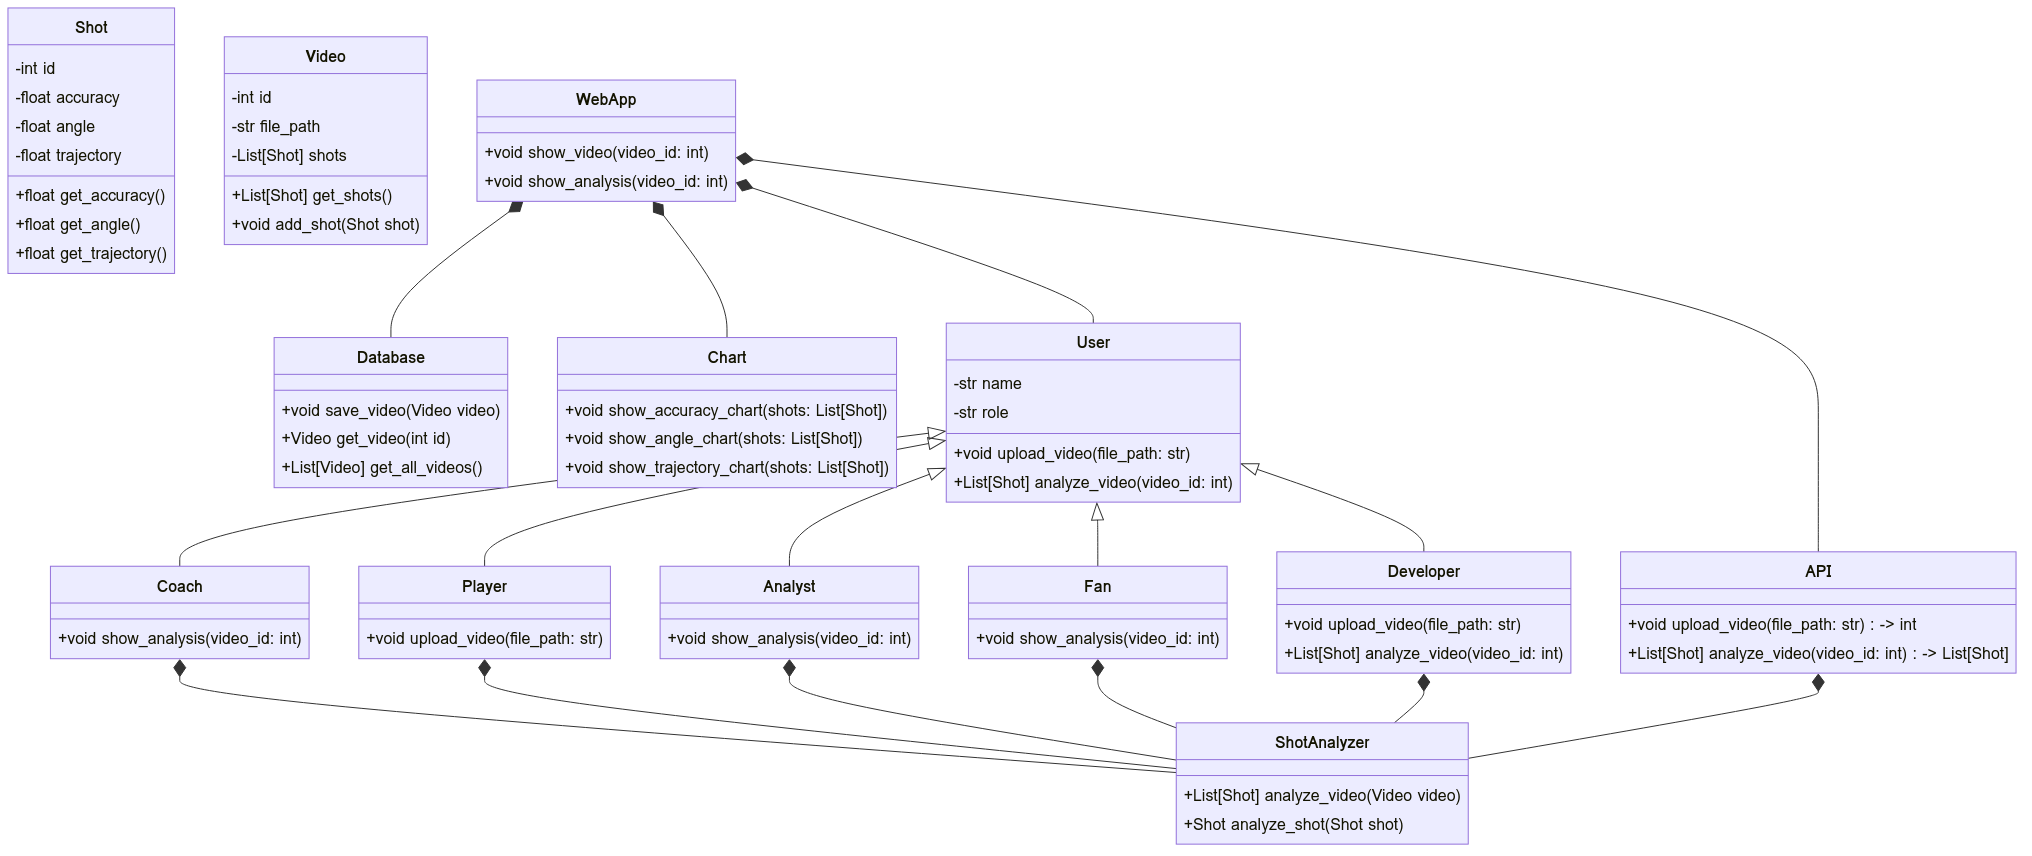 Shot
-int id
-float accuracy
-float angle
-float trajectory
+float get_accuracy()
+float get_angle()
+float get_trajectory()
Video
-int id
-str file_path
-List[Shot] shots
+List[Shot] get_shots()
+void add_shot(Shot shot)
WebApp
+void show_video(video_id: int)
+void show_analysis(video_id: int)
Database
+void save_video(Video video)
+Video get_video(int id)
+List[Video] get_all_videos()
Chart
+void show_accuracy_chart(shots: List[Shot])
+void show_angle_chart(shots: List[Shot])
+void show_trajectory_chart(shots: List[Shot])
User
-str name
-str role
+void upload_video(file_path: str)
+List[Shot] analyze_video(video_id: int)
Coach
+void show_analysis(video_id: int)
Player
+void upload_video(file_path: str)
Analyst
+void show_analysis(video_id: int)
Fan
+void show_analysis(video_id: int)
Developer
+void upload_video(file_path: str)
+List[Shot] analyze_video(video_id: int)
API
+void upload_video(file_path: str) : -> int
+List[Shot] analyze_video(video_id: int) : -> List[Shot]
ShotAnalyzer
+List[Shot] analyze_video(Video video)
+Shot analyze_shot(Shot shot)